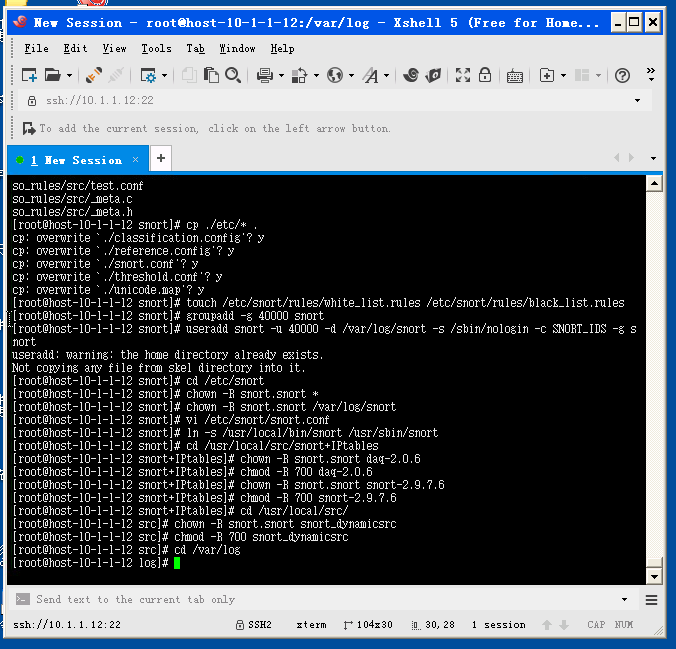 New Session - root@host-10-1-1-12:/var/log - Xshell 5 (Free for Home...
File Edit View Tools Tab Window Help
ssh://10.1.1.12:22
To add the current session, click on the left arrow button.
1 New Session × +
so_rules/src/test.conf
so_rules/src/_meta.c
so_rules/src/_meta.h
[root@host-10-1-1-12 snort]# cp ./etc/* .
cp: overwrite `./classification.config'? y
cp: overwrite `./reference.config'? y
cp: overwrite `./snort.conf'? y
cp: overwrite `./threshold.conf'? y
cp: overwrite `./unicode.map'? y
[root@host-10-1-1-12 snort]# touch /etc/snort/rules/white_list.rules /etc/snort/rules/black_list.rules
[root@host-10-1-1-12 snort]# groupadd -g 40000 snort
[root@host-10-1-1-12 snort]# useradd snort -u 40000 -d /var/log/snort -s /sbin/nologin -c SNORT_IDS -g s
nort
useradd: warning: the home directory already exists.
Not copying any file from skel directory into it.
[root@host-10-1-1-12 snort]# cd /etc/snort
[root@host-10-1-1-12 snort]# chown -R snort.snort *
[root@host-10-1-1-12 snort]# chown -R snort.snort /var/log/snort
[root@host-10-1-1-12 snort]# vi /etc/snort/snort.conf
[root@host-10-1-1-12 snort]# ln -s /usr/local/bin/snort /usr/sbin/snort
[root@host-10-1-1-12 snort]# cd /usr/local/src/snort+IPtables
[root@host-10-1-1-12 snort+IPtables]# chown -R snort.snort daq-2.0.6
[root@host-10-1-1-12 snort+IPtables]# chmod -R 700 daq-2.0.6
[root@host-10-1-1-12 snort+IPtables]# chown -R snort.snort snort-2.9.7.6
[root@host-10-1-1-12 snort+IPtables]# chmod -R 700 snort-2.9.7.6
[root@host-10-1-1-12 snort+IPtables]# cd /usr/local/src/
[root@host-10-1-1-12 src]# chown -R snort.snort snort_dynamicsrc
[root@host-10-1-1-12 src]# chmod -R 700 snort_dynamicsrc
[root@host-10-1-1-12 src]# cd /var/log
[root@host-10-1-1-12 log]#
Send text to the current tab only
ssh://10.1.1.12:22 SSH2 xterm 104x30 30,28 1 session CAP NUM